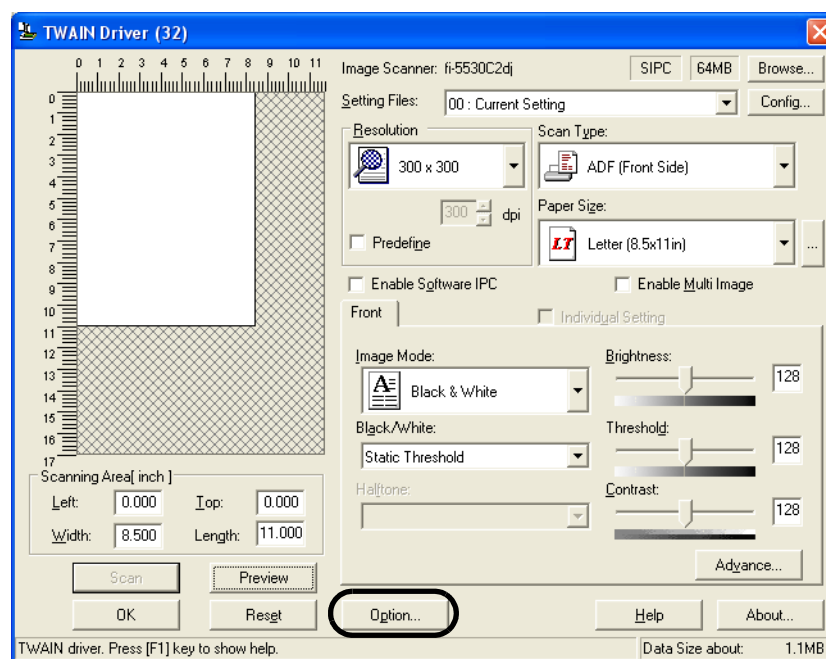 TWAIN Driver (32)
0 1 2 3 4 5 6 7 8 9 10 11
0
1
2
3
4
5
6
7
8
9
10
11
12
13
14
15
16
17
Image Scanner: fi-5530C2dj SIPC 64MB Browse...
Setting Files: 00 : Current Setting Config...
Resolution
300 x 300
300 dpi
Predefine
Scan Type:
ADF (Front Side)
Paper Size:
LT Letter (8.5x11in) ...
Enable Software IPC Enable Multi Image
Front Individual Setting
Image Mode:
A Black & White
Black/White:
Static Threshold
Halftone:
Brightness:
128
Threshold:
128
Contrast:
128
Advance...
Scanning Area[ inch ]
Left: 0.000 Top: 0.000
Width: 8.500 Length: 11.000
Scan Preview
OK Reset Option... Help About...
TWAIN driver. Press [F1] key to show help. Data Size about: 1.1MB